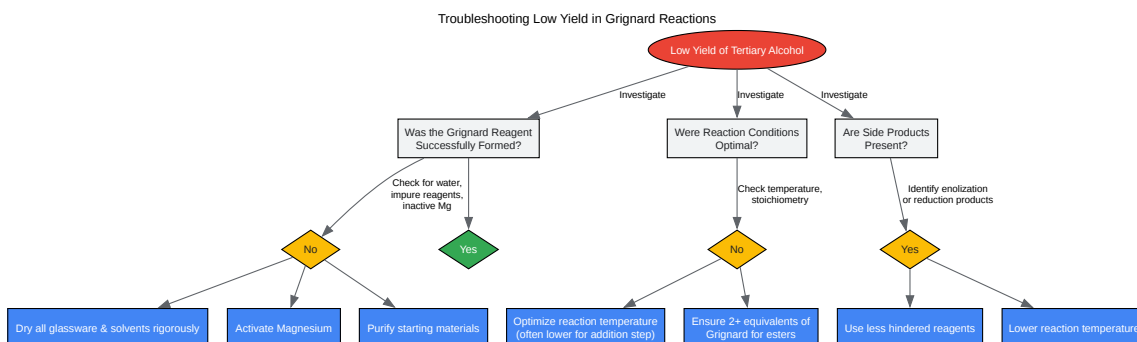 Troubleshooting Low Yield in Grignard Reactions
Low Yield of Tertiary Alcohol
Investigate
Investigate
Investigate
Was the Grignard Reagent
Successfully Formed?
Were Reaction Conditions
Optimal?
Are Side Products
Present?
Check for water,
impure reagents,
inactive Mg
Check temperature,
stoichiometry
Identify enolization
or reduction products
No
Yes
No
Yes
Dry all glassware & solvents rigorously
Activate Magnesium
Purify starting materials
Optimize reaction temperature
(often lower for addition step)
Ensure 2+ equivalents of
Grignard for esters
Use less hindered reagents
Lower reaction temperature